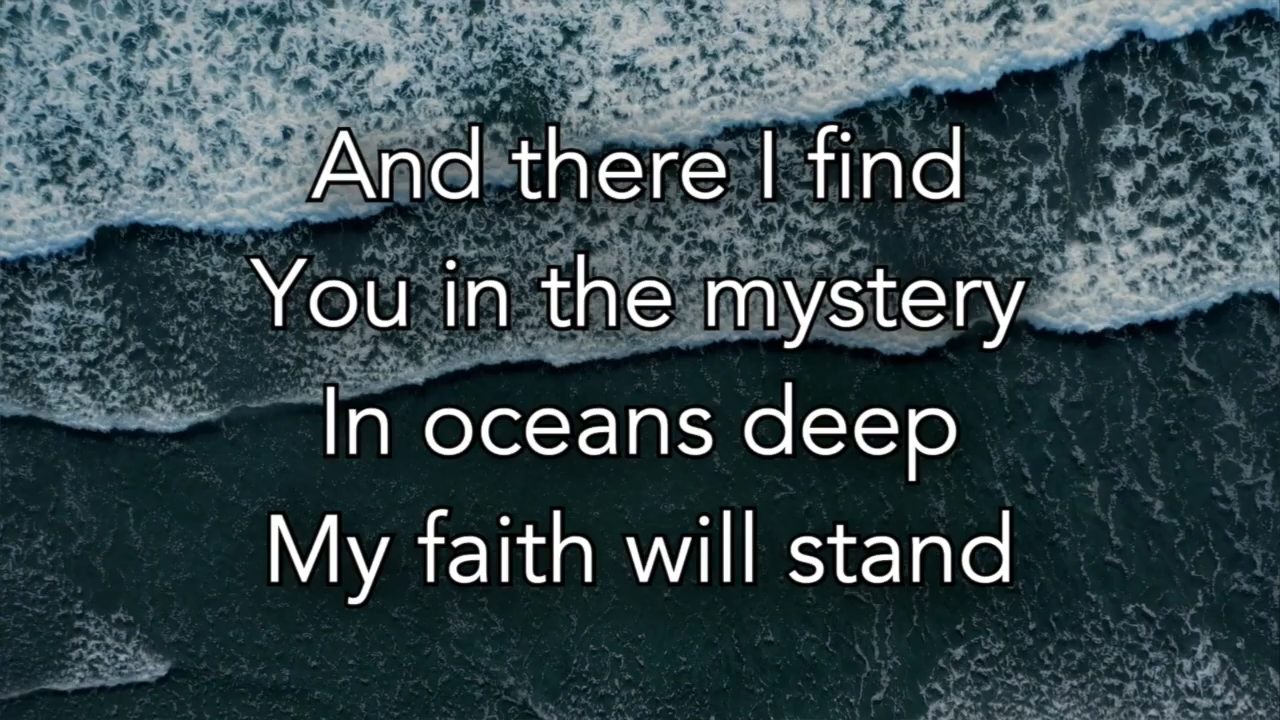 And there I find
You in the mystery
In oceans deep
My faith will stand